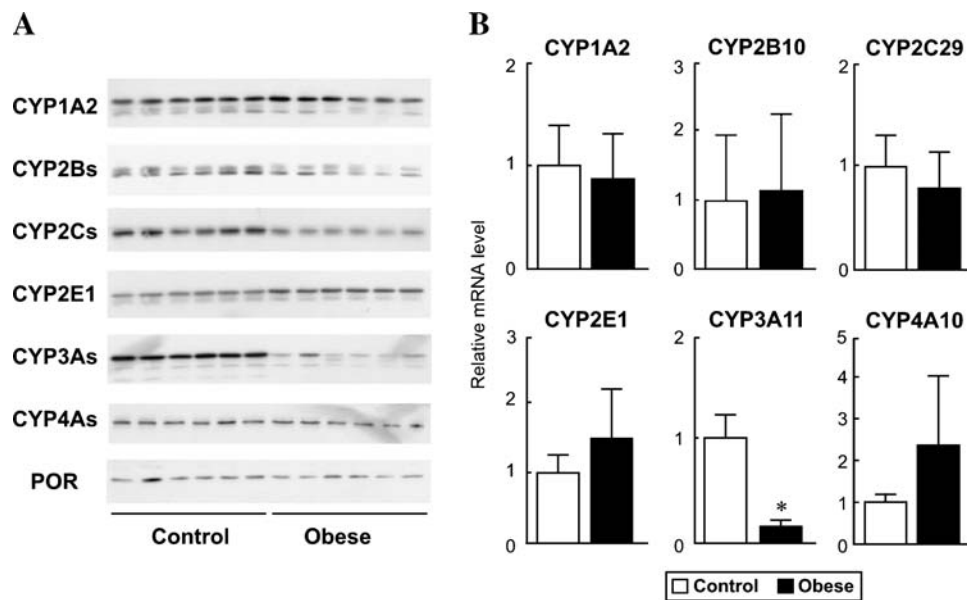 A
CYP1A2
CYP2Bs
CYP2Cs
CYP2E1
CYP3As
CYP4As
POR
Control Obese
B
Relative mRNA level
CYP1A2 CYP2B10 CYP2C29
2 3 2
2
1 1 1
0 0 0
CYP2E1 CYP3A11 CYP4A10
3 2 5
4
2 3
1 2
1 * 1
0 0 0
Control Obese